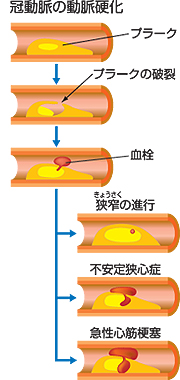 冠動脈の動脈硬化
プラーク
プラークの破裂
血栓
きょうさく
狭窄の進行
不安定狭心症
急性心筋梗塞